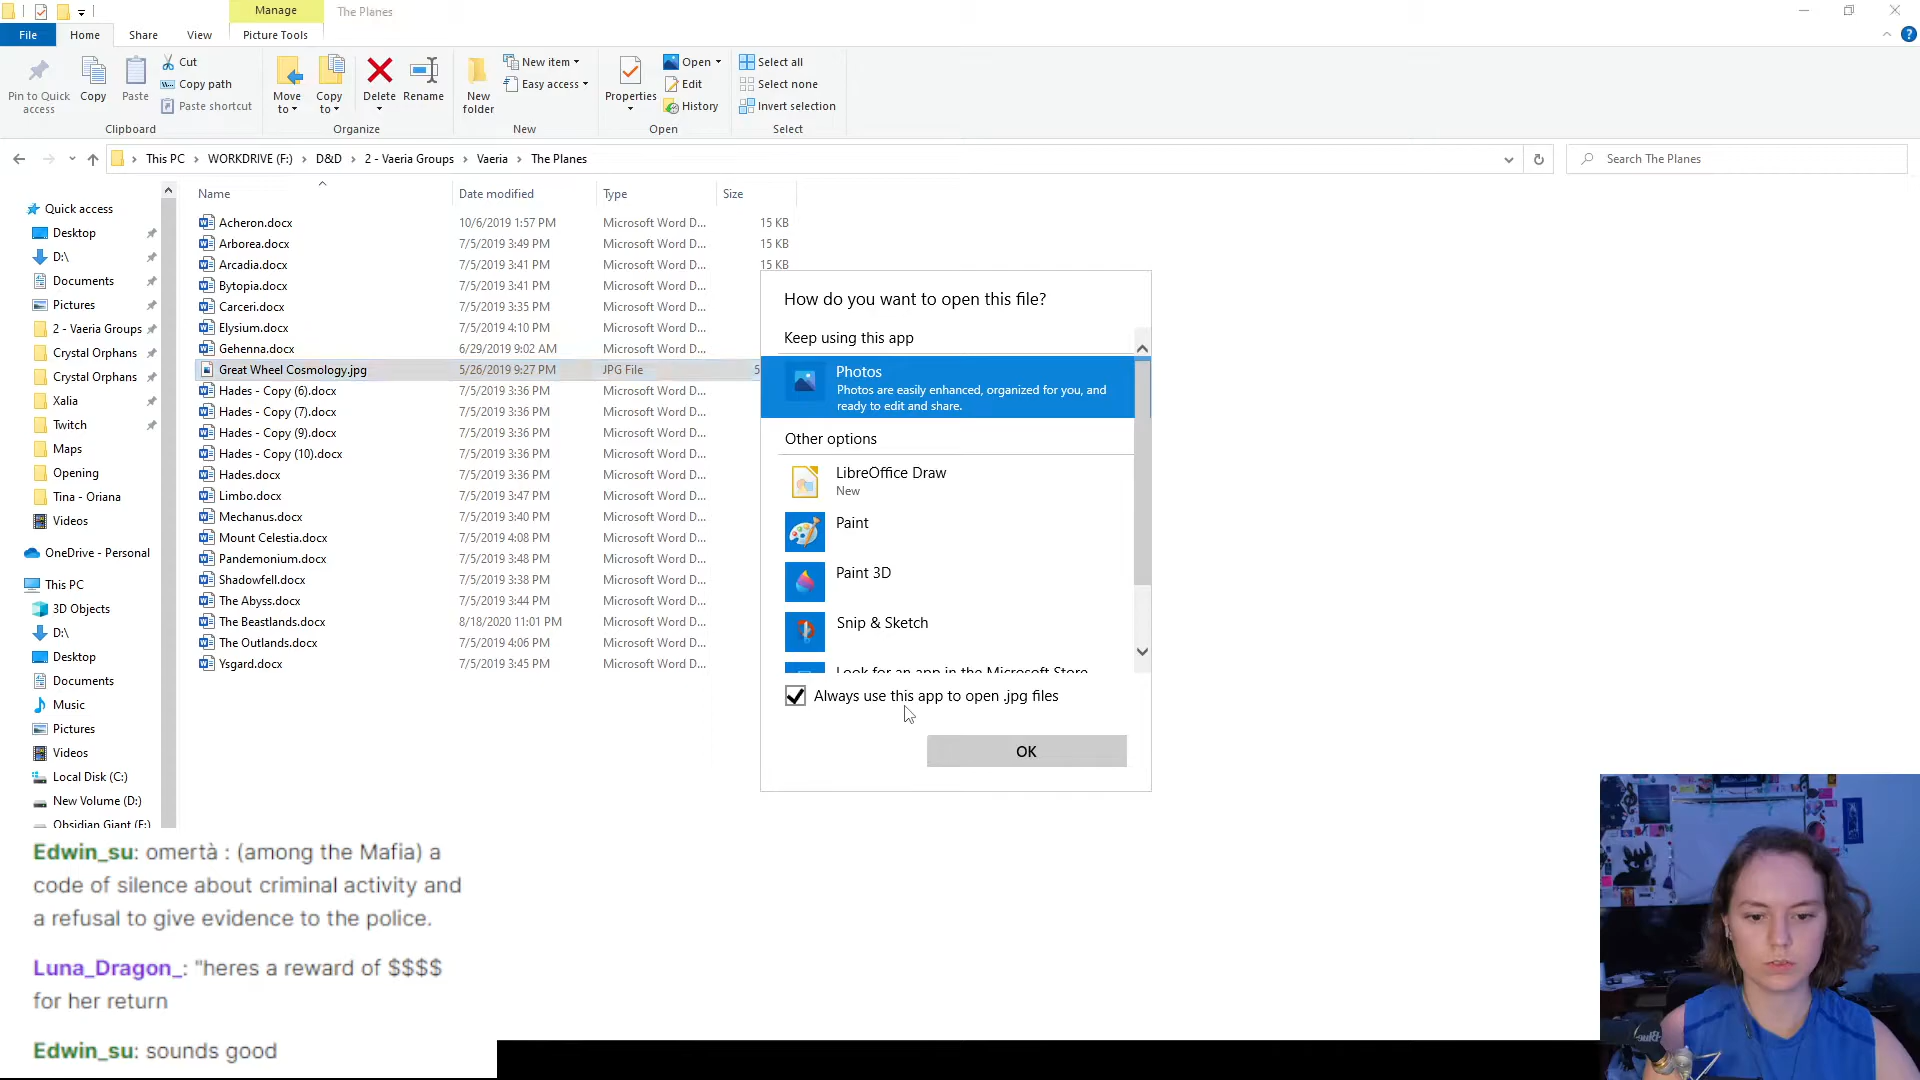 Manage
The Planes
File
Home
Share
View
Picture Tools
Pin to Quick
access
Copy
Paste
Cut
Copy path
Paste shortcut
Clipboard
Move
to
Copy
to
Delete
Rename
Organize
New
folder
New item
Easy access
New
Properties
Open
Edit
History
Open
Select all
Select none
Invert selection
Select
This PC > WORKDRIVE (F:) > D&D > 2 - Vaeria Groups > Vaeria > The Planes
Search The Planes
Quick access
Desktop
D:\
Documents
Pictures
2 - Vaeria Groups
Crystal Orphans
Crystal Orphans
Xalia
Twitch
Maps
Opening
Tina - Oriana
Videos
OneDrive - Personal
This PC
3D Objects
D:\
Desktop
Documents
Music
Pictures
Videos
Local Disk (C:)
New Volume (D:)
Obsidian Giant (E:)
Name Date modified Type Size
Acheron.docx 10/6/2019 1:57 PM Microsoft Word D... 15 KB
Arborea.docx 7/5/2019 3:49 PM Microsoft Word D... 15 KB
Arcadia.docx 7/5/2019 3:41 PM Microsoft Word D... 15 KB
Bytopia.docx 7/5/2019 3:41 PM Microsoft Word D...
Carceri.docx 7/5/2019 3:35 PM Microsoft Word D...
Elysium.docx 7/5/2019 4:10 PM Microsoft Word D...
Gehenna.docx 6/29/2019 9:02 AM Microsoft Word D...
Great Wheel Cosmology.jpg 5/26/2019 9:27 PM JPG File 5
Hades - Copy (6).docx 7/5/2019 3:36 PM Microsoft Word D...
Hades - Copy (7).docx 7/5/2019 3:36 PM Microsoft Word D...
Hades - Copy (9).docx 7/5/2019 3:36 PM Microsoft Word D...
Hades - Copy (10).docx 7/5/2019 3:36 PM Microsoft Word D...
Hades.docx 7/5/2019 3:36 PM Microsoft Word D...
Limbo.docx 7/5/2019 3:47 PM Microsoft Word D...
Mechanus.docx 7/5/2019 3:40 PM Microsoft Word D...
Mount Celestia.docx 7/5/2019 4:08 PM Microsoft Word D...
Pandemonium.docx 7/5/2019 3:48 PM Microsoft Word D...
Shadowfell.docx 7/5/2019 3:38 PM Microsoft Word D...
The Abyss.docx 7/5/2019 3:44 PM Microsoft Word D...
The Beastlands.docx 8/18/2020 11:01 PM Microsoft Word D...
The Outlands.docx 7/5/2019 4:06 PM Microsoft Word D...
Ysgard.docx 7/5/2019 3:45 PM Microsoft Word D...
How do you want to open this file?
Keep using this app
Photos
Photos are easily enhanced, organized for you, and
ready to edit and share.
Other options
LibreOffice Draw
New
Paint
Paint 3D
Snip & Sketch
Look for an app in the Microsoft Store
Always use this app to open .jpg files
OK
Edwin_su: omertà : (among the Mafia) a
code of silence about criminal activity and
a refusal to give evidence to the police.
Luna_Dragon_: "heres a reward of $$$$
for her return
Edwin_su: sounds good